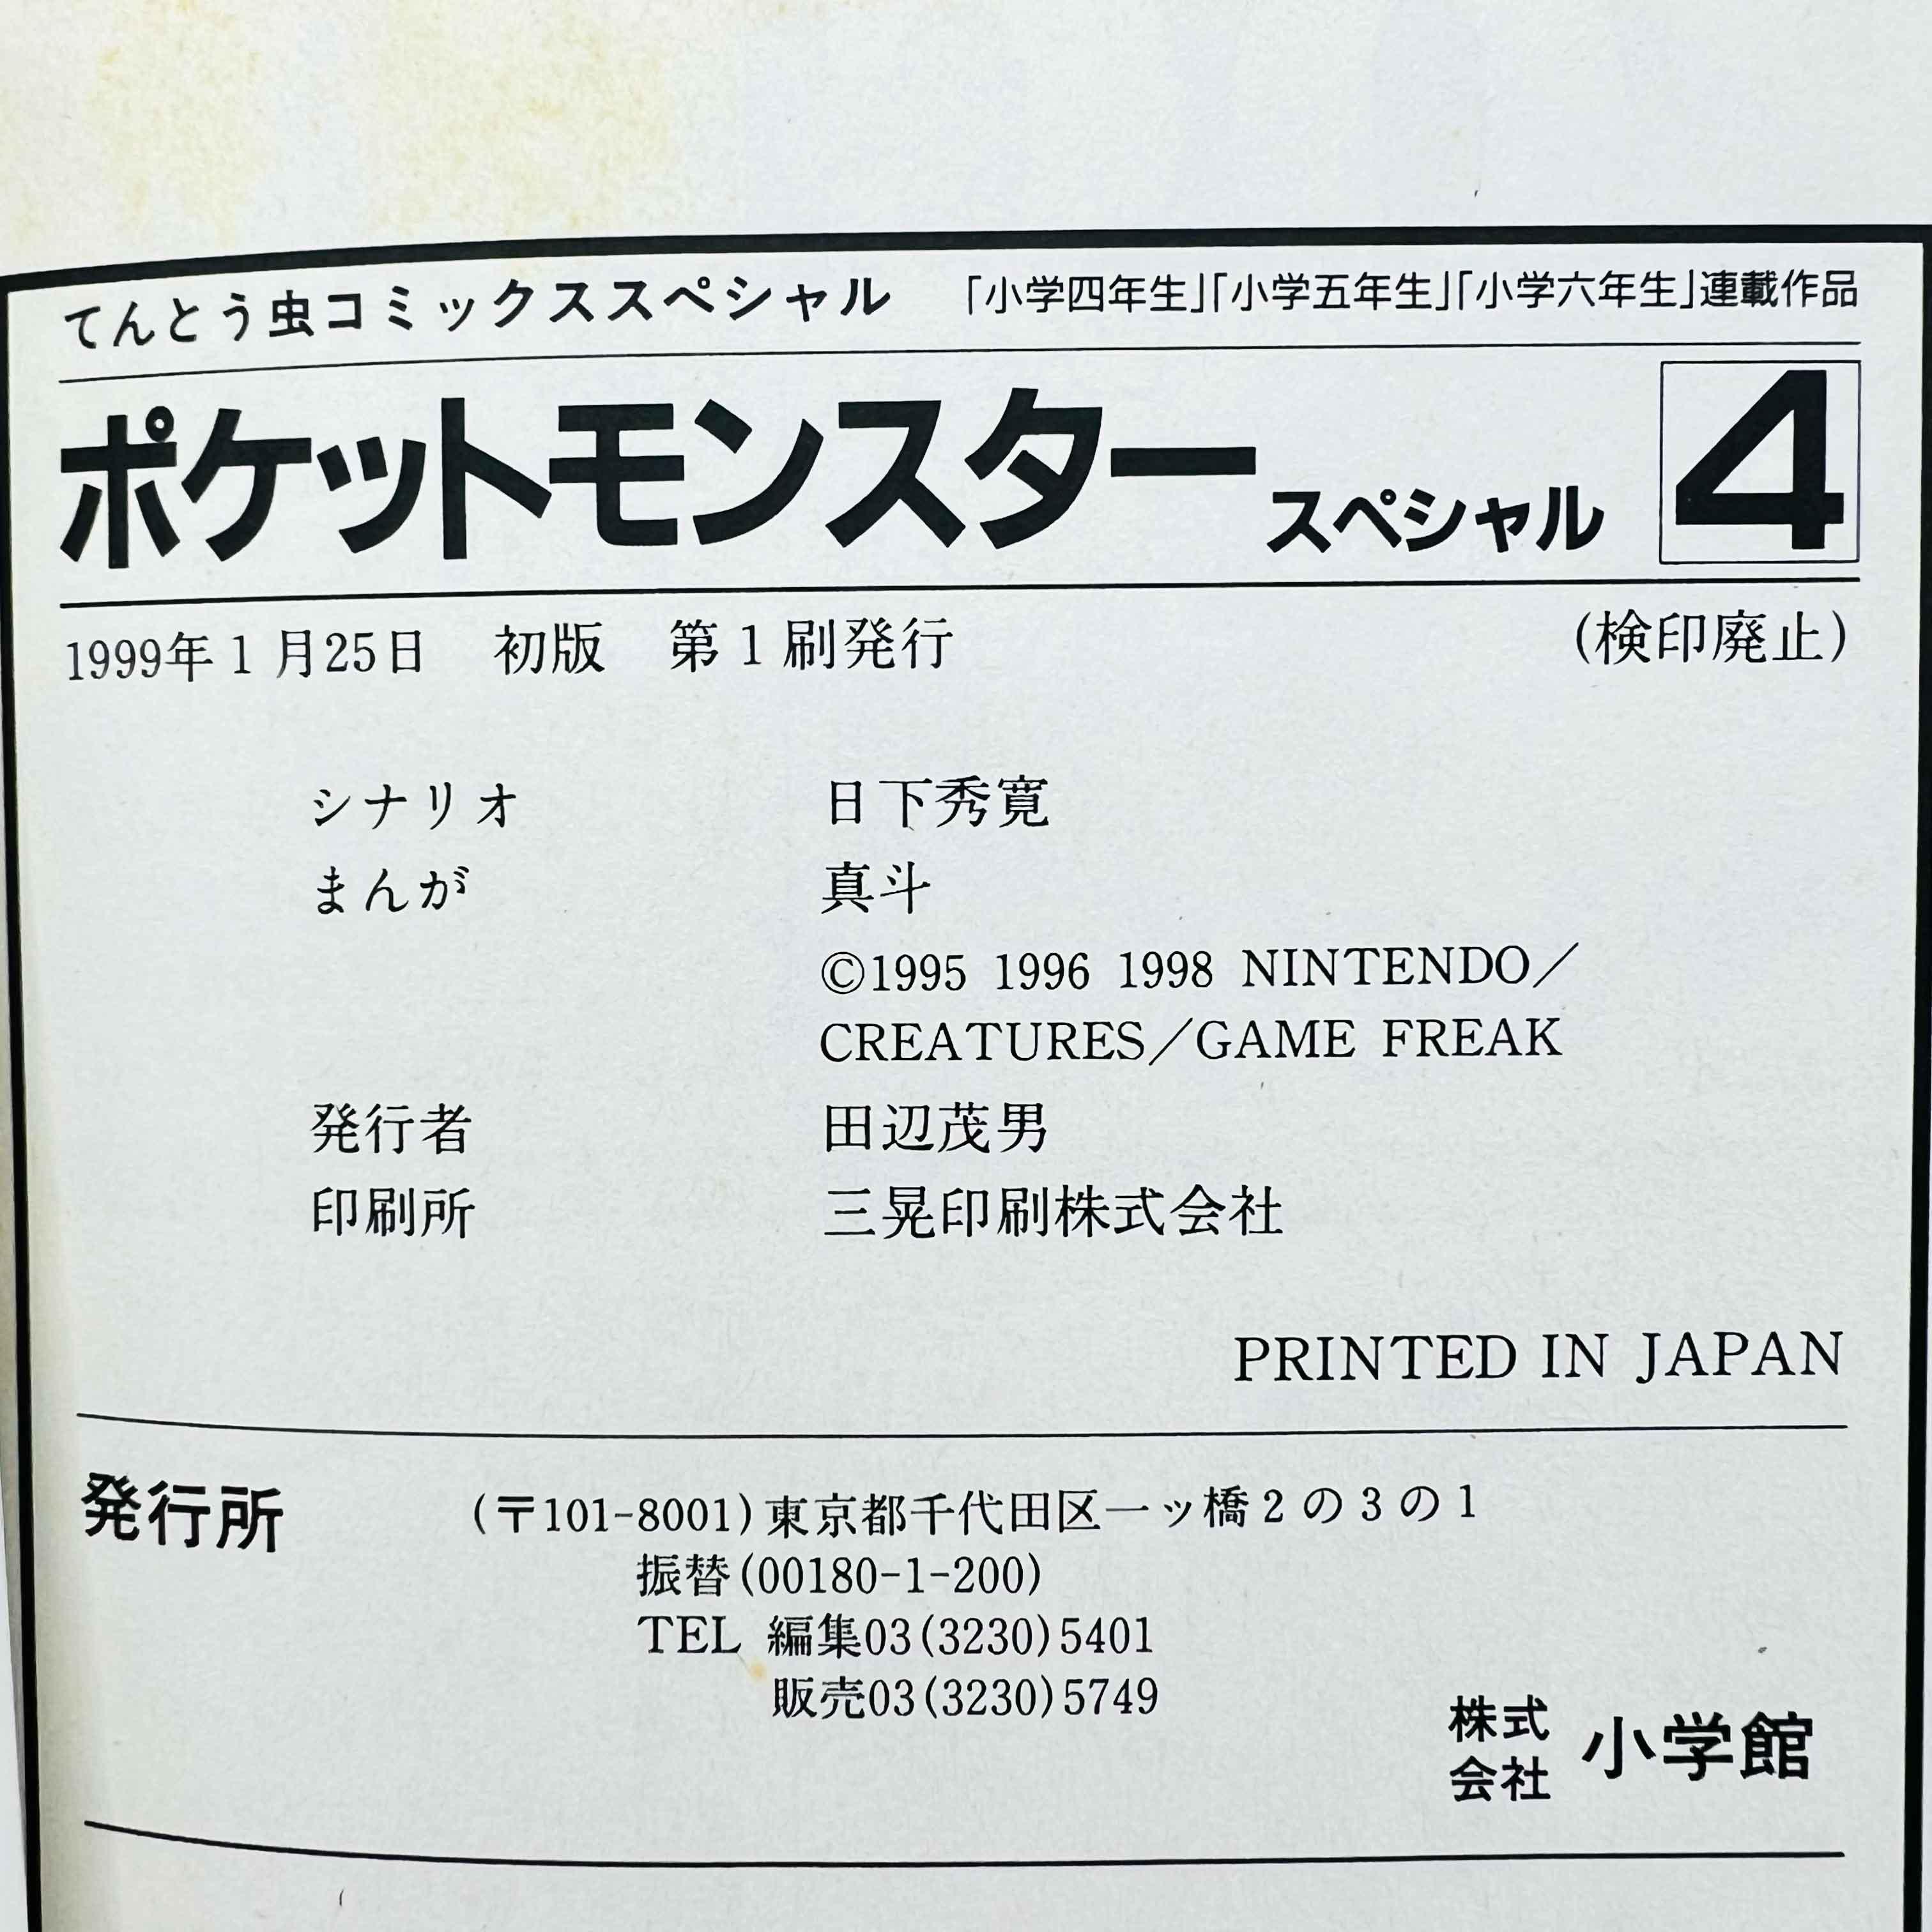 てんとう虫コミックススペシャル 「小学四年生」「小学五年生」「小学六年生」連載作品
ポケットモンスタースペシャル 4
1999年1月25日 初版 第1刷発行 (検印廃止)
シナリオ 日下秀寛
まんが 真斗
©1995 1996 1998 NINTENDO／
CREATURES／GAME FREAK
発行者 田辺茂男
印刷所 三晃印刷株式会社
PRINTED IN JAPAN
発行所 (〒101-8001)東京都千代田区一ッ橋2の3の1
振替(00180-1-200)
TEL 編集03(3230)5401
販売03(3230)5749
株式会社 小学館